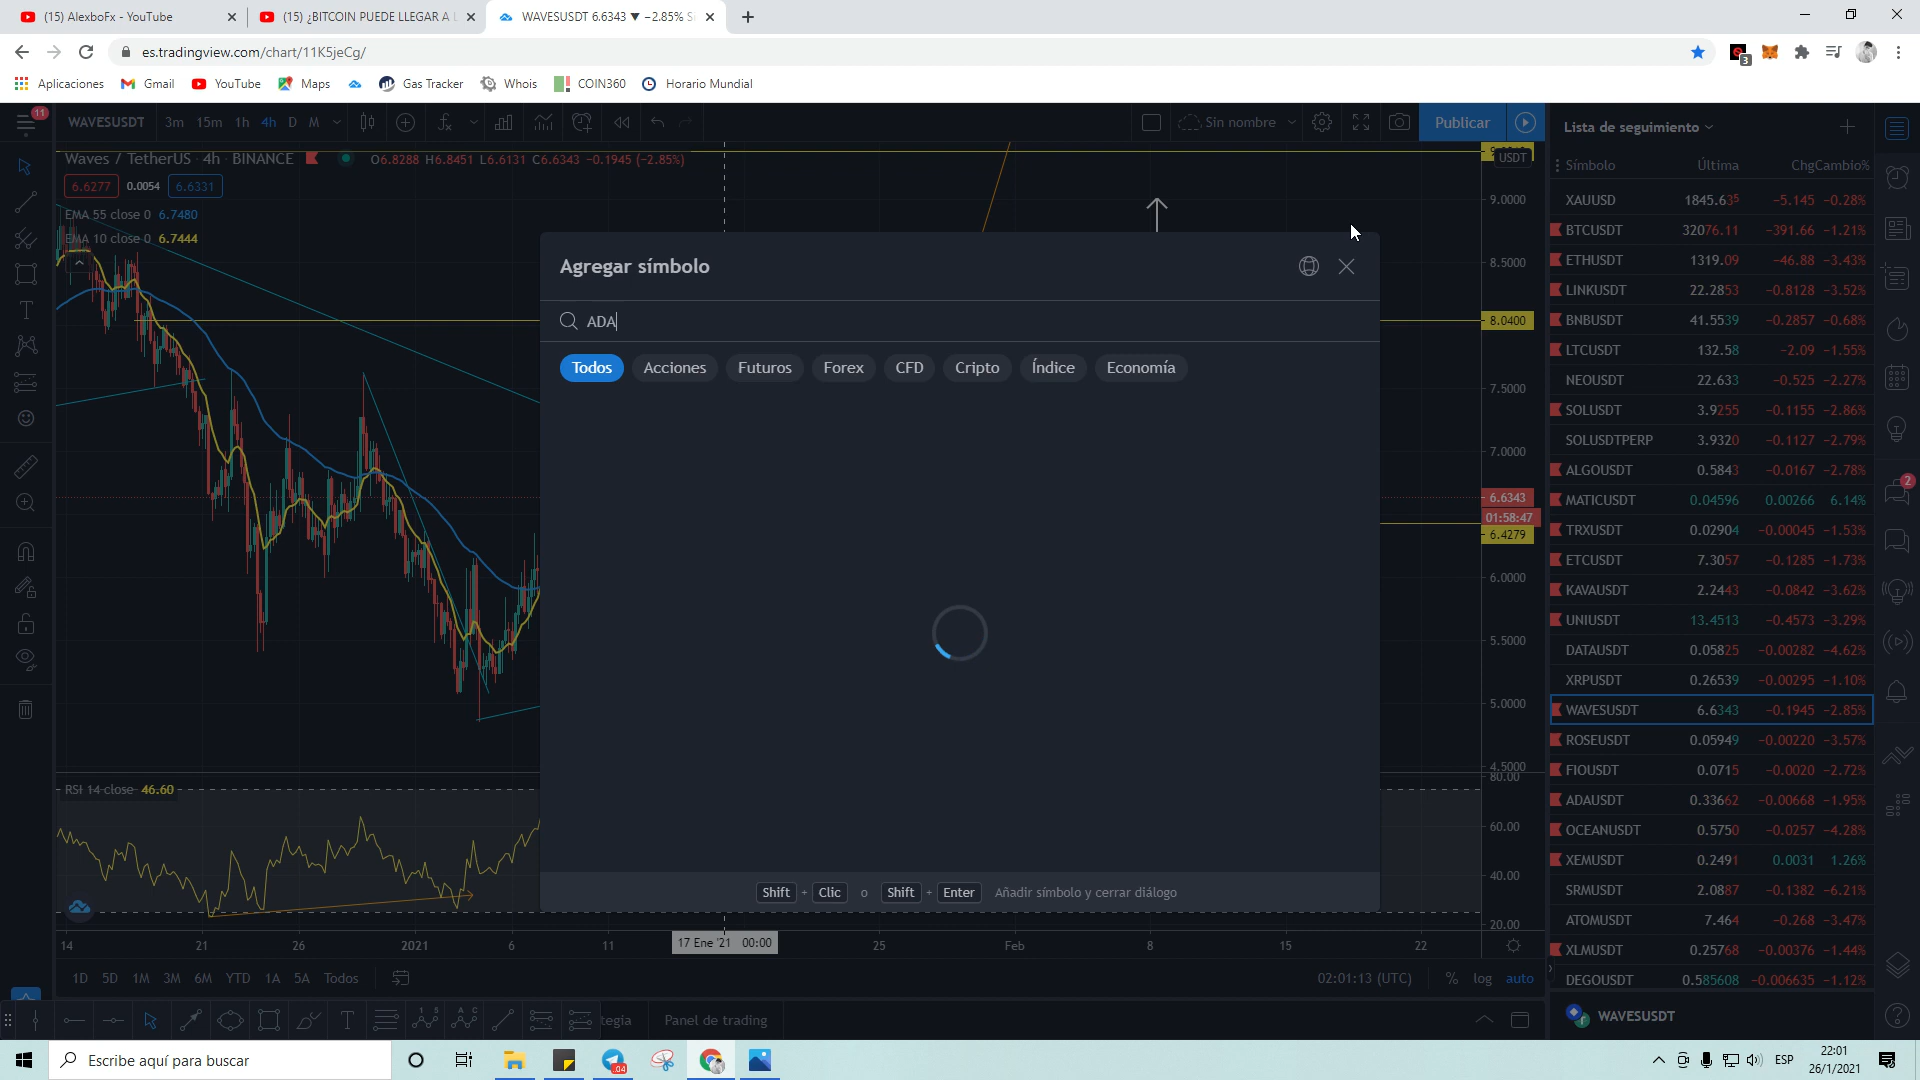 (15) AlexboFx - YouTube
(15) ¿BITCOIN PUEDE LLEGAR A L
WAVESUSDT 6.6343 ▼ −2.85% S
es.tradingview.com/chart/11K5jeCg/
3
Aplicaciones
Gmail
YouTube
Maps
Gas Tracker
Whois
COIN360
Horario Mundial
11
WAVESUSDT 3m 15m 1h 4h D M
Sin nombre
Publicar
Lista de seguimiento
Waves / TetherUS · 4h · BINANCE
O6.8288 H6.8451 L6.6131 C6.6343 −0.1945 (−2.85%)
6.6277 0.0054 6.6331
EMA 55 close 0 6.7480
EMA 10 close 0 6.7444
Agregar símbolo
ADA
Todos Acciones Futuros Forex CFD Cripto Índice Economía
Shift + Clic o Shift + Enter Añadir símbolo y cerrar diálogo
USDT
9.0000
8.5000
8.0400
7.5000
7.0000
6.6343
01:58:47
6.4279
6.0000
5.5000
5.0000
4.5000
80.00
60.00
40.00
20.00
RSI 14 close 46.60
14 21 26 2021 6 11 17 Ene '21 00:00 25 Feb 8 15 22
1D 5D 1M 3M 6M YTD 1A 5A Todos
02:01:13 (UTC) % log auto
tegia
Panel de trading
Símbolo Última ChgCambio%
XAUUSD 1845.635 −5.145 −0.28%
BTCUSDT 32076.11 −391.66 −1.21%
ETHUSDT 1319.09 −46.88 −3.43%
LINKUSDT 22.2853 −0.8128 −3.52%
BNBUSDT 41.5539 −0.2857 −0.68%
LTCUSDT 132.58 −2.09 −1.55%
NEOUSDT 22.633 −0.525 −2.27%
SOLUSDT 3.9255 −0.1155 −2.86%
SOLUSDTPERP 3.9320 −0.1127 −2.79%
ALGOUSDT 0.5843 −0.0167 −2.78%
MATICUSDT 0.04596 0.00266 6.14%
TRXUSDT 0.02904 −0.00045 −1.53%
ETCUSDT 7.3057 −0.1285 −1.73%
KAVAUSDT 2.2443 −0.0842 −3.62%
UNIUSDT 13.4513 −0.4573 −3.29%
DATAUSDT 0.05825 −0.00282 −4.62%
XRPUSDT 0.26539 −0.00295 −1.10%
WAVESUSDT 6.6343 −0.1945 −2.85%
ROSEUSDT 0.05949 −0.00220 −3.57%
FIOUSDT 0.0715 −0.0020 −2.72%
ADAUSDT 0.33662 −0.00668 −1.95%
OCEANUSDT 0.5750 −0.0257 −4.28%
XEMUSDT 0.2491 0.0031 1.26%
SRMUSDT 2.0887 −0.1382 −6.21%
ATOMUSDT 7.464 −0.268 −3.47%
XLMUSDT 0.25768 −0.00376 −1.44%
DEGOUSDT 0.585608 −0.006635 −1.12%
WAVESUSDT
2
Escribe aquí para buscar
04
ESP
22:01
26/1/2021